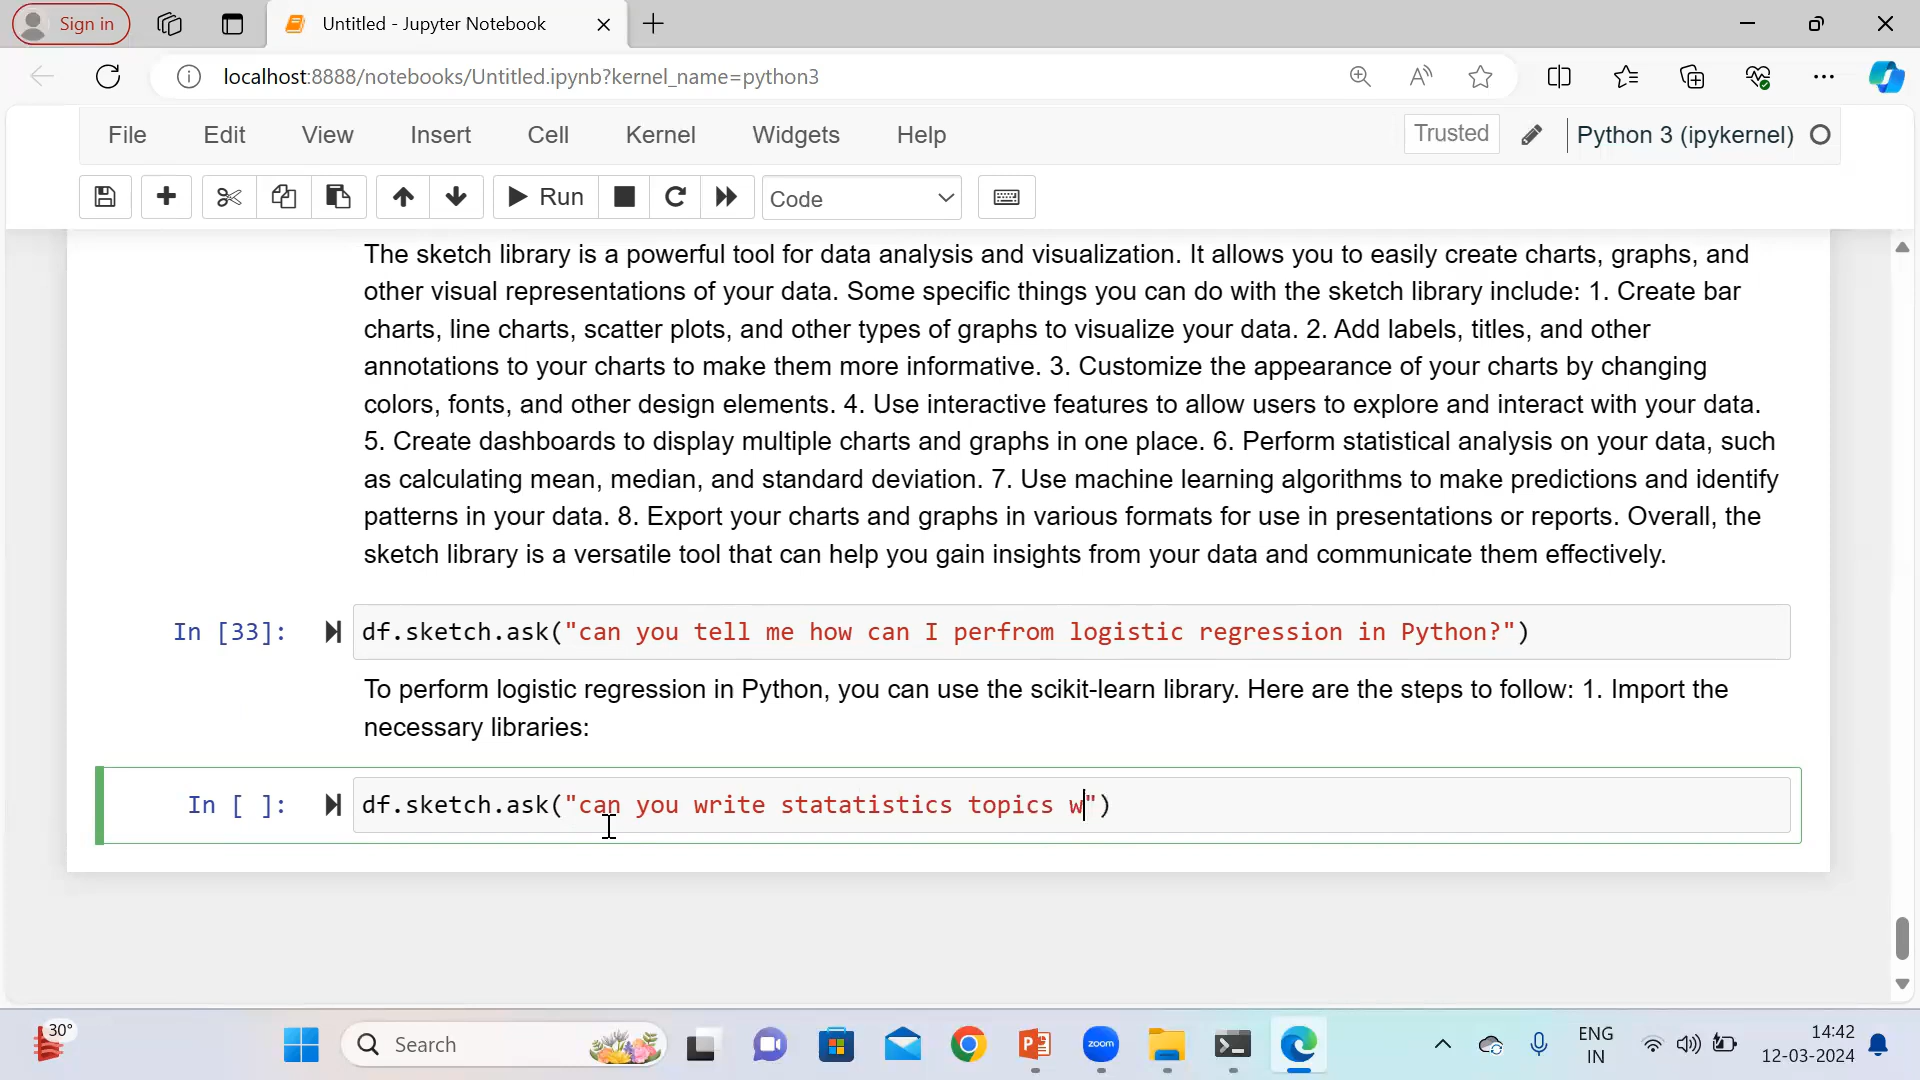 Sign in
Untitled - Jupyter Notebook
localhost:8888/notebooks/Untitled.ipynb?kernel_name=python3
File Edit View Insert Cell Kernel Widgets Help Trusted Python 3 (ipykernel)
Run Code
The sketch library is a powerful tool for data analysis and visualization. It allows you to easily create charts, graphs, and
other visual representations of your data. Some specific things you can do with the sketch library include: 1. Create bar
charts, line charts, scatter plots, and other types of graphs to visualize your data. 2. Add labels, titles, and other
annotations to your charts to make them more informative. 3. Customize the appearance of your charts by changing
colors, fonts, and other design elements. 4. Use interactive features to allow users to explore and interact with your data.
5. Create dashboards to display multiple charts and graphs in one place. 6. Perform statistical analysis on your data, such
as calculating mean, median, and standard deviation. 7. Use machine learning algorithms to make predictions and identify
patterns in your data. 8. Export your charts and graphs in various formats for use in presentations or reports. Overall, the
sketch library is a versatile tool that can help you gain insights from your data and communicate them effectively.
In [33]: df.sketch.ask("can you tell me how can I perfrom logistic regression in Python?")
To perform logistic regression in Python, you can use the scikit-learn library. Here are the steps to follow: 1. Import the
necessary libraries:
In [ ]: df.sketch.ask("can you write statatistics topics w")
30°
Search
zoom
ENG
IN
14:42
12-03-2024